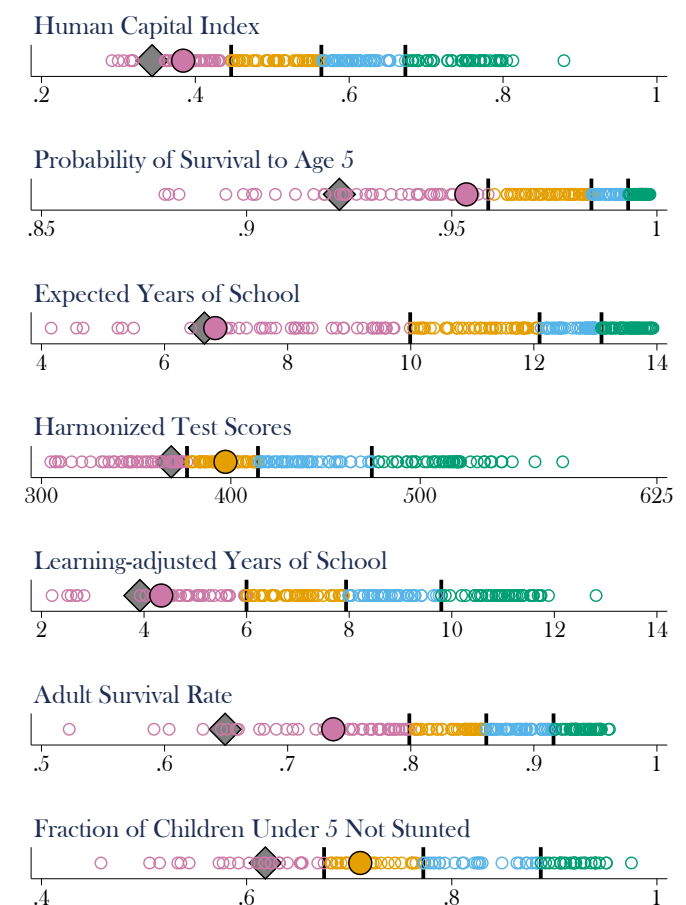 Human Capital Index
.2 .4 .6 .8 1
Probability of Survival to Age 5
.85 .9 .95 1
Expected Years of School
4 6 8 10 12 14
Harmonized Test Scores
300 400 500 625
Learning-adjusted Years of School
2 4 6 8 10 12 14
Adult Survival Rate
.5 .6 .7 .8 .9 1
Fraction of Children Under 5 Not Stunted
.4 .6 .8 1